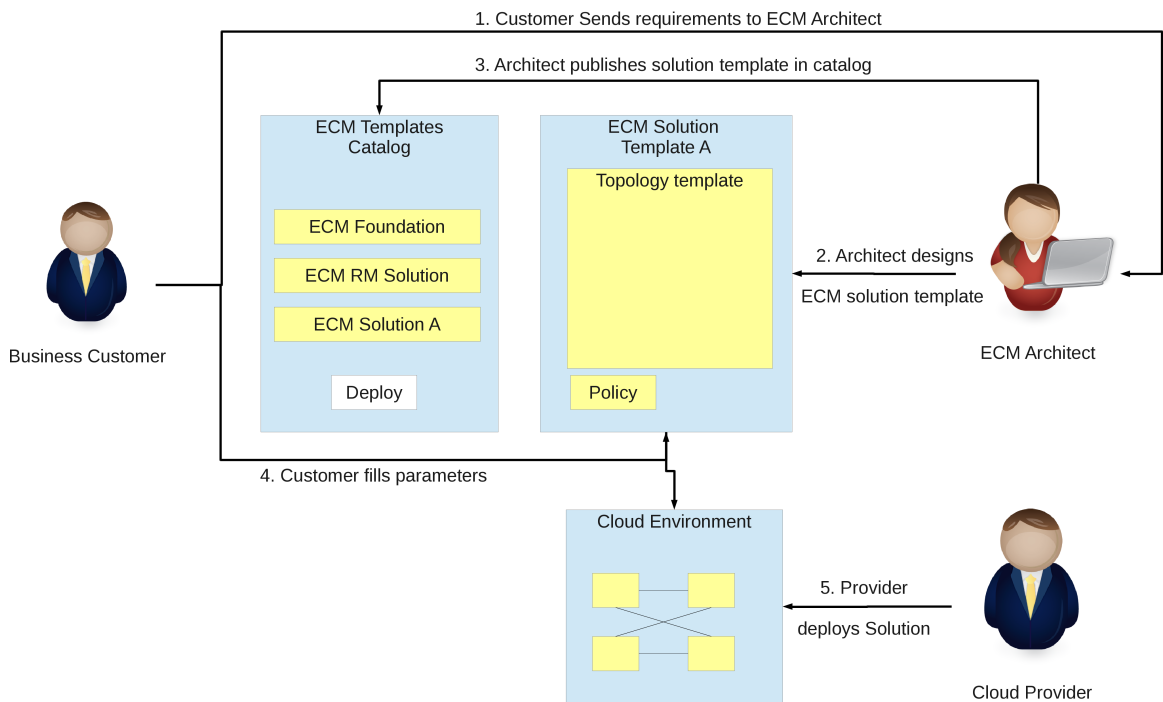 1. Customer Sends requirements to ECM Architect
3. Architect publishes solution template in catalog
ECM Templates
Catalog
ECM Foundation
ECM RM Solution
ECM Solution A
Deploy
ECM Solution
Template A
Topology template
Policy
2. Architect designs
ECM solution template
Business Customer
ECM Architect
4. Customer fills parameters
Cloud Environment
5. Provider
deploys Solution
Cloud Provider